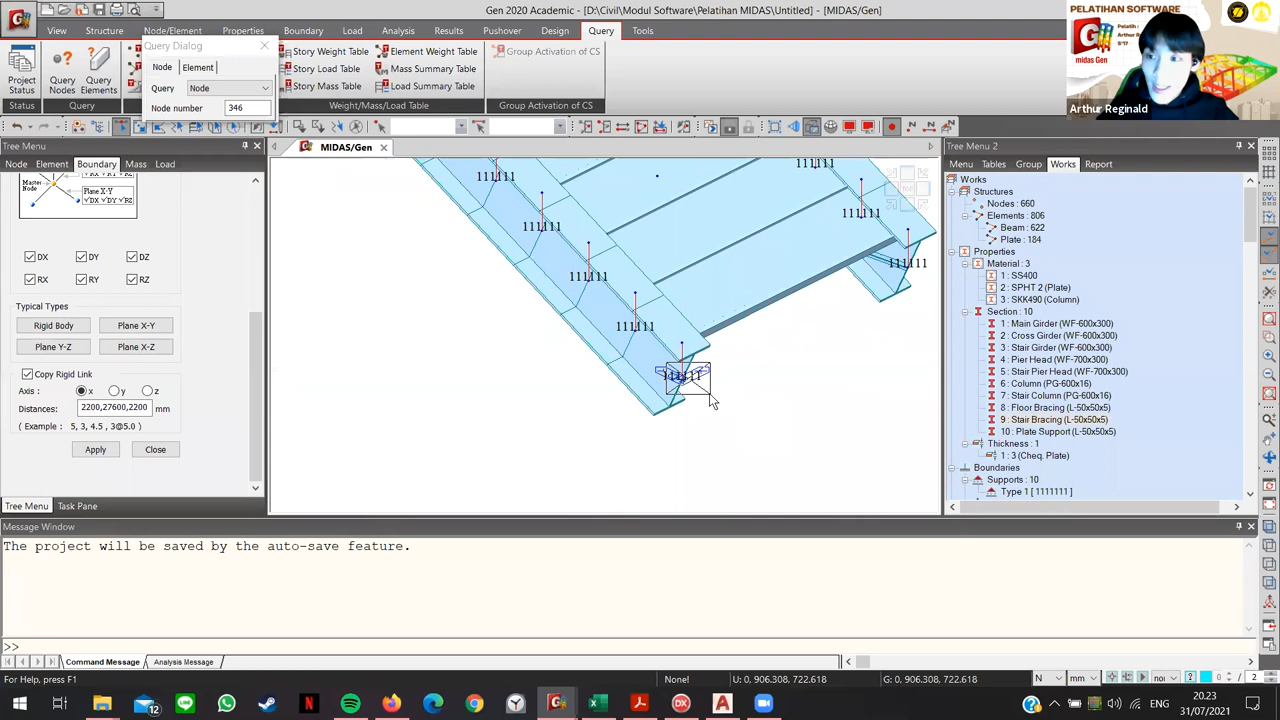 Gen 2020 Academic - [D:\Civil\Modul Software\Pelatihan MIDAS\Untitled] - [MIDAS/Gen]
View Structure Node/Element Properties Boundary Load Analysis Results Pushover Design Query Tools
Query Dialog
Node Element
Query Node
Node number 346
Project Status
Query Nodes
Query Elements
Status
Query
Story Weight Table
Element Weight Table
Story Load Table
Mass Summary Table
Story Mass Table
Load Summary Table
Weight/Mass/Load Table
Group Activation of CS
Group Activation of CS
PELATIHAN SOFTWARE
midas Gen
Arthur Reginald
Tree Menu
Node Element Boundary Mass Load
Master Node
Plane X-Y
DX DY RZ
DX DY DZ
RX RY RZ
Typical Types
Rigid Body Plane X-Y
Plane Y-Z Plane X-Z
Copy Rigid Link
Axis : x y z
Distances: 2200,27600,2200 mm
(Example : 5, 3, 4.5 , 3@5.0 )
Apply Close
Tree Menu Task Pane
MIDAS/Gen
111111
111111
111111
111111
111111
111111
111111
111111
111111
Tree Menu 2
Menu Tables Group Works Report
Works
Structures
Nodes : 660
Elements : 806
Beam : 622
Plate : 184
Properties
Material : 3
1 : SS400
2 : SPHT 2 (Plate)
3 : SKK490 (Column)
Section : 10
1 : Main Girder (WF-600x300)
2 : Cross Girder (WF-600x300)
3 : Stair Girder (WF-600x300)
4 : Pier Head (WF-700x300)
5 : Stair Pier Head (WF-700x300)
6 : Column (PG-600x16)
7 : Stair Column (PG-600x16)
8 : Floor Bracing (L-50x50x5)
9 : Stair Bracing (L-50x50x5)
10 : Plate Support (L-50x50x5)
Thickness : 1
1 : 3 (Cheq. Plate)
Boundaries
Supports : 10
Type 1 [ 1111111 ]
Message Window
The project will be saved by the auto-save feature.
>>
Command Message Analysis Message
For Help, press F1
None!
U: 0, 906.308, 722.618
G: 0, 906.308, 722.618
N mm
2
12
ENG
20.23
31/07/2021